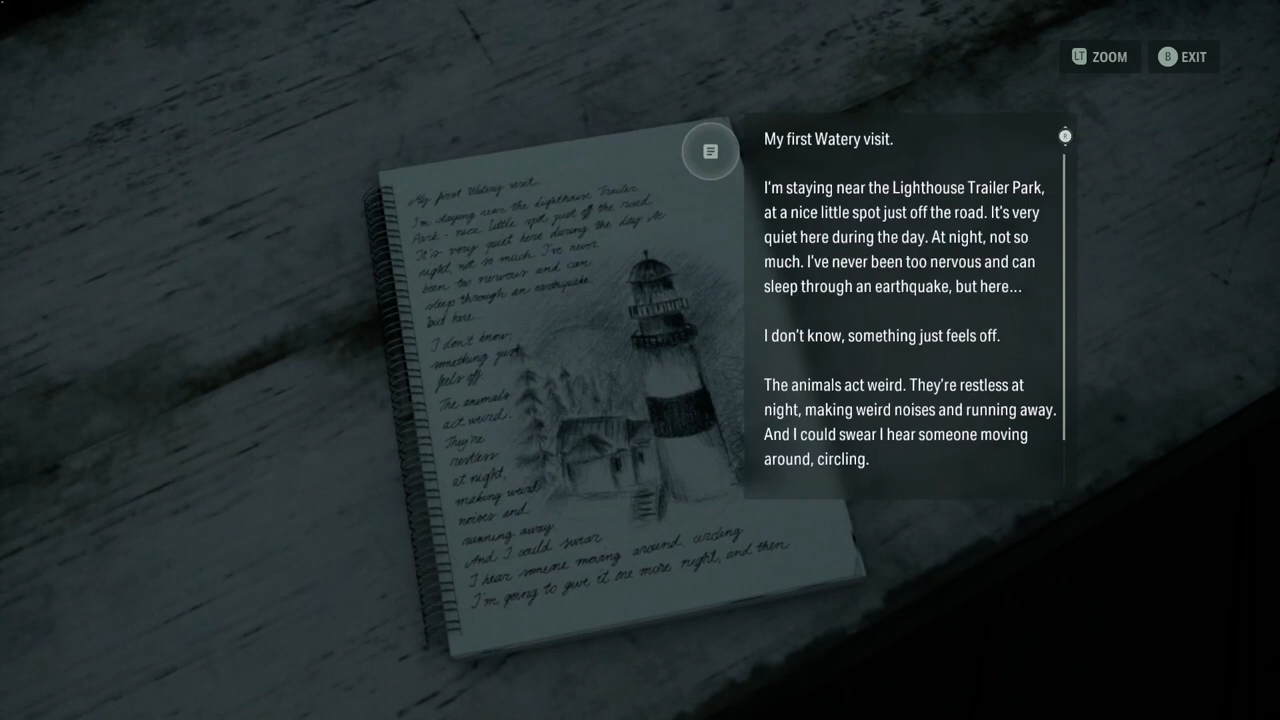 LT ZOOM
B EXIT
My first Watery visit.
I'm staying near the Lighthouse Trailer Park,
at a nice little spot just off the road. It's very
quiet here during the day. At night, not so
much. I've never been too nervous and can
sleep through an earthquake, but here...
I don't know, something just feels off.
The animals act weird. They're restless at
night, making weird noises and running away.
And I could swear I hear someone moving
around, circling.
R
My first Watery visit.
I'm staying near the Lighthouse Trailer
Park - nice little spot just off the road
It's very quiet here during the day At
night, not so much I've never
been too nervous and can
sleep through an earthquake,
but here...
I don't know,
something just
feels off.
The animals
act weird.
They're
restless
at night,
making weird
noises and
running away.
And I could swear
I hear someone moving around circling
I'm going to give it one more night, and then